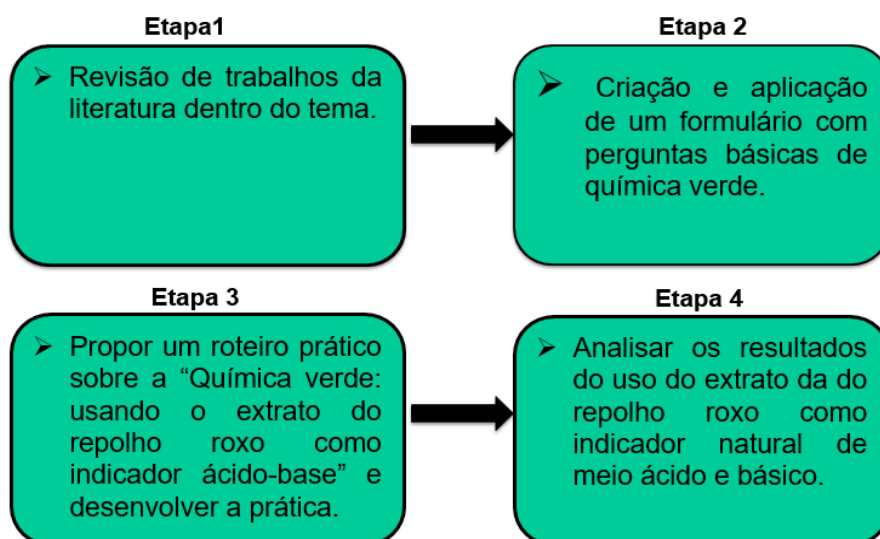 Etapa1
➢ Revisão de trabalhos da
literatura dentro do tema.
Etapa 2
➢ Criação e aplicação
de um formulário com
perguntas básicas de
química verde.
Etapa 3
➢ Propor um roteiro prático
sobre a “Química verde:
usando o extrato do
repolho roxo como
indicador ácido-base” e
desenvolver a prática.
Etapa 4
➢ Analisar os resultados
do uso do extrato da do
repolho roxo como
indicador natural de
meio ácido e básico.